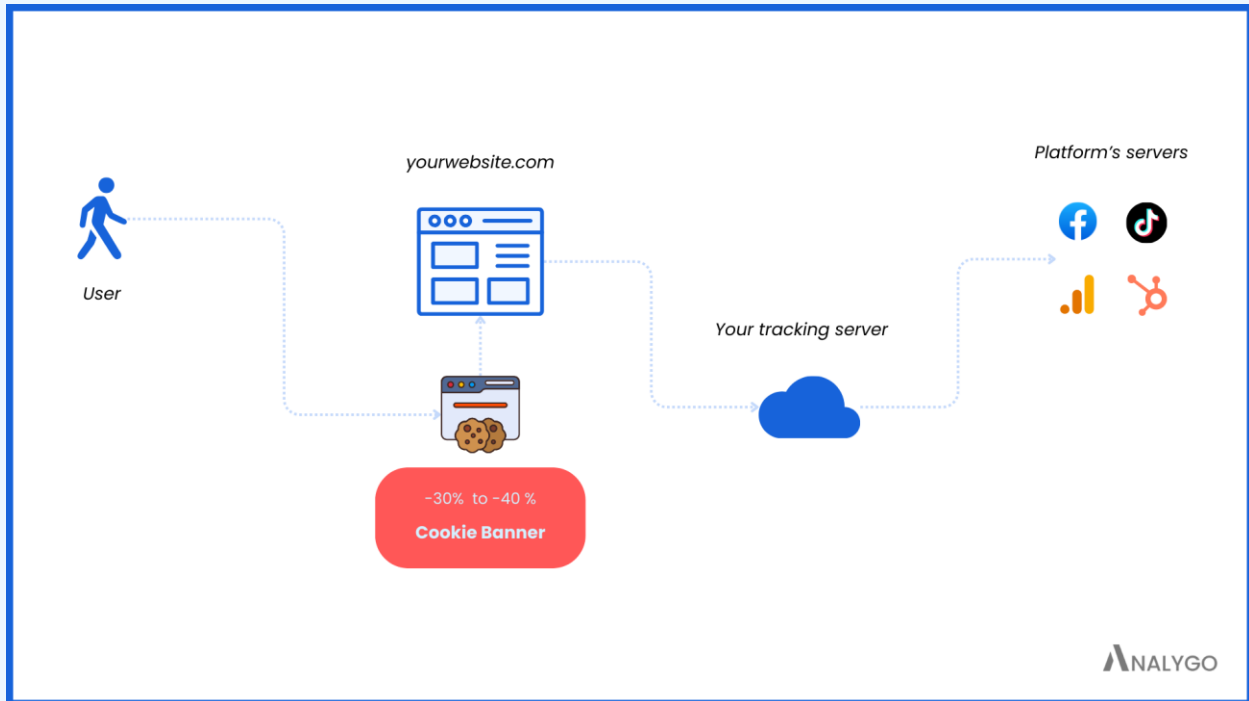 yourwebsite.com
Platform's servers
User
Your tracking server
-30% to -40 %
Cookie Banner
ANALYGO